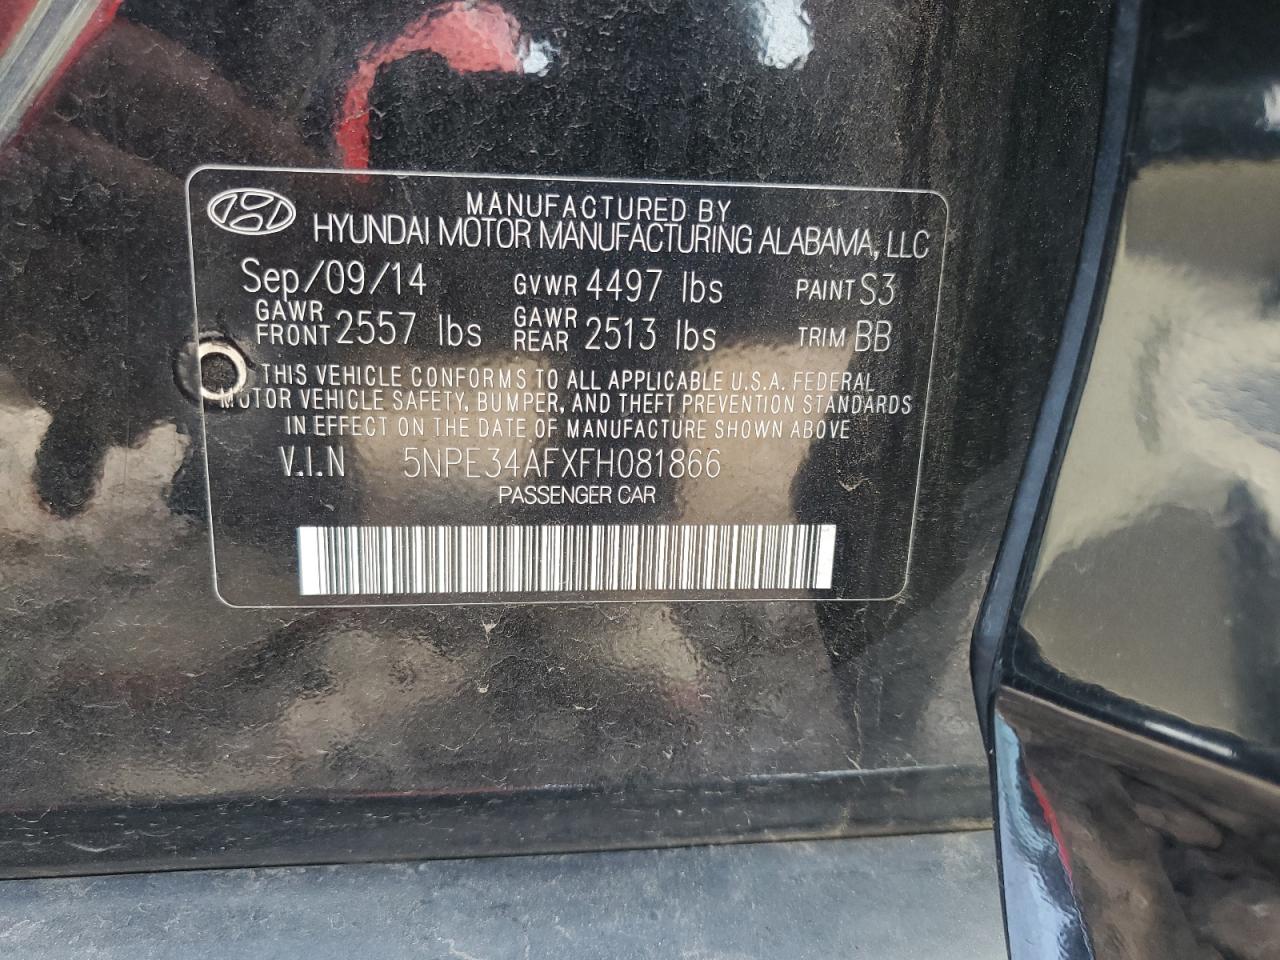 MANUFACTURED BY
HYUNDAI MOTOR MANUFACTURING ALABAMA, LLC
Sep/09/14 GVWR 4497 lbs PAINT S3
GAWR FRONT 2557 lbs GAWR REAR 2513 lbs TRIM BB
THIS VEHICLE CONFORMS TO ALL APPLICABLE U.S.A. FEDERAL
MOTOR VEHICLE SAFETY, BUMPER, AND THEFT PREVENTION STANDARDS
IN EFFECT ON THE DATE OF MANUFACTURE SHOWN ABOVE
V.I.N 5NPE34AFXFH081866
PASSENGER CAR